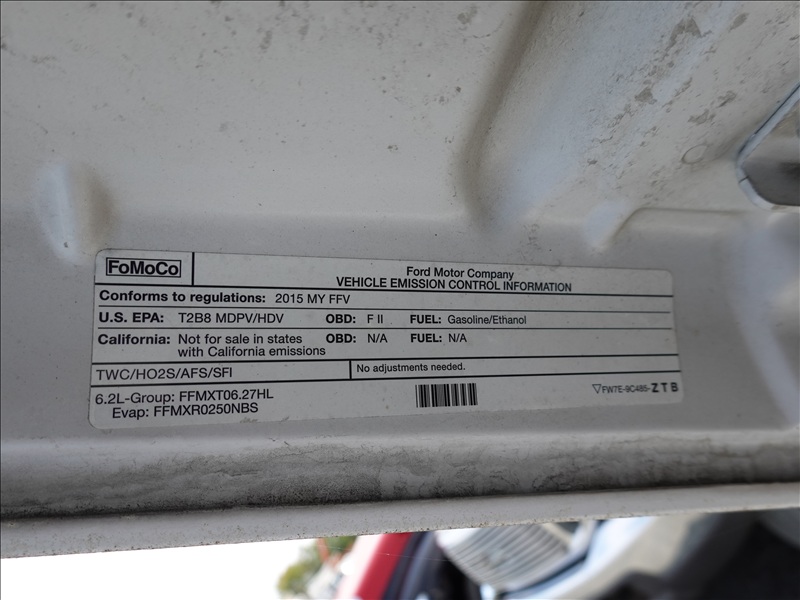 FoMoCo
Ford Motor Company
VEHICLE EMISSION CONTROL INFORMATION
Conforms to regulations: 2015 MY FFV
U.S. EPA: T2B8 MDPV/HDV OBD: F II FUEL: Gasoline/Ethanol
California: Not for sale in states OBD: N/A FUEL: N/A
with California emissions
TWC/HO2S/AFS/SFI No adjustments needed.
6.2L-Group: FFMXT06.27HL
Evap: FFMXR0250NBS
FW7E-9C485-ZTB